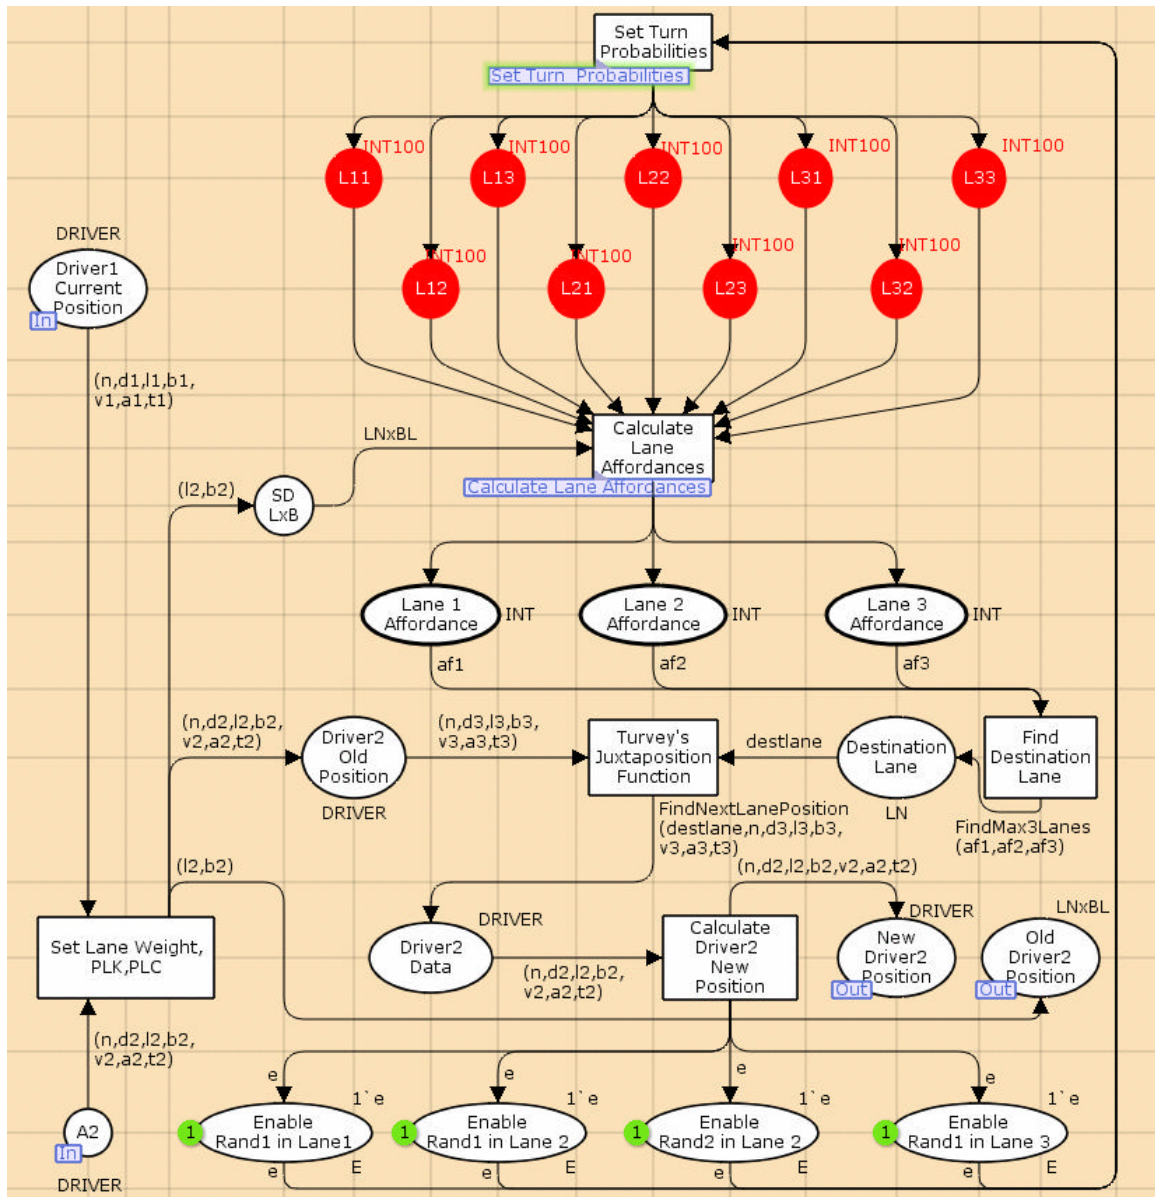 Set Turn
Probabilities
Set Turn  Probabilities
INT100
INT100
INT100
INT100
INT100
L11
L13
L22
L31
L33
INT100
INT100
INT100
INT100
L12
L21
L23
L32
DRIVER
Driver1
Current
Position
In
(n,d1,l1,b1,
v1,a1,t1)
Calculate
Lane
Affordances
Calculate Lane Affordances
LNxBL
(l2,b2)
SD
LxB
Lane 1
Affordance
INT
Lane 2
Affordance
INT
Lane 3
Affordance
INT
af1
af2
af3
(n,d2,l2,b2,
v2,a2,t2)
Driver2
Old
Position
DRIVER
(n,d3,l3,b3,
v3,a3,t3)
Turvey's
Juxtaposition
Function
destlane
Destination
Lane
LN
Find
Destination
Lane
FindNextLanePosition
(destlane,n,d3,l3,b3,
v3,a3,t3)
FindMax3Lanes
(af1,af2,af3)
(l2,b2)
(n,d2,l2,b2,v2,a2,t2)
Set Lane Weight,
PLK,PLC
DRIVER
Driver2
Data
(n,d2,l2,b2,
v2,a2,t2)
Calculate
Driver2
New
Position
DRIVER
New
Driver2
Position
Out
LNxBL
Old
Driver2
Position
Out
(n,d2,l2,b2,
v2,a2,t2)
A2
In
DRIVER
e
e
e
e
1`e
1`e
1`e
1`e
1
Enable
Rand1 in Lane1
1
Enable
Rand1 in Lane 2
1
Enable
Rand2 in Lane 2
1
Enable
Rand1 in Lane 3
e
E
e
E
e
E
e
E